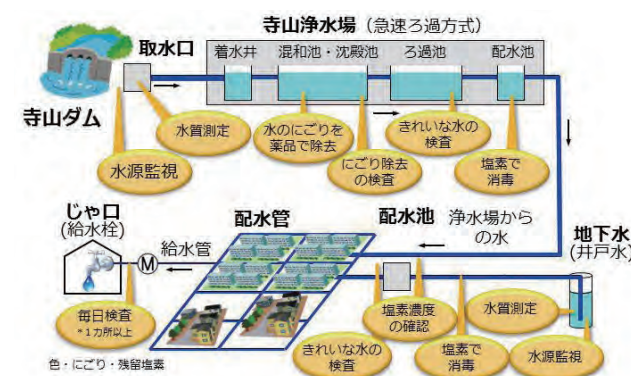 寺山浄水場 (急速ろ過方式)
取水口
着水井
混和池・沈殿池
ろ過池
配水池
寺山ダム
水質測定
水源監視
水のにごりを
薬品で除去
にごり除去
の検査
きれいな水の
検査
塩素で
消毒
じゃ口
(給水栓)
給水管
M
配水管
配水池
浄水場から
の水
地下水
(井戸水)
毎日検査
*1カ所以上
色・にごり・残留塩素
きれいな水の
検査
塩素濃度
の確認
塩素で
消毒
水質測定
水源監視